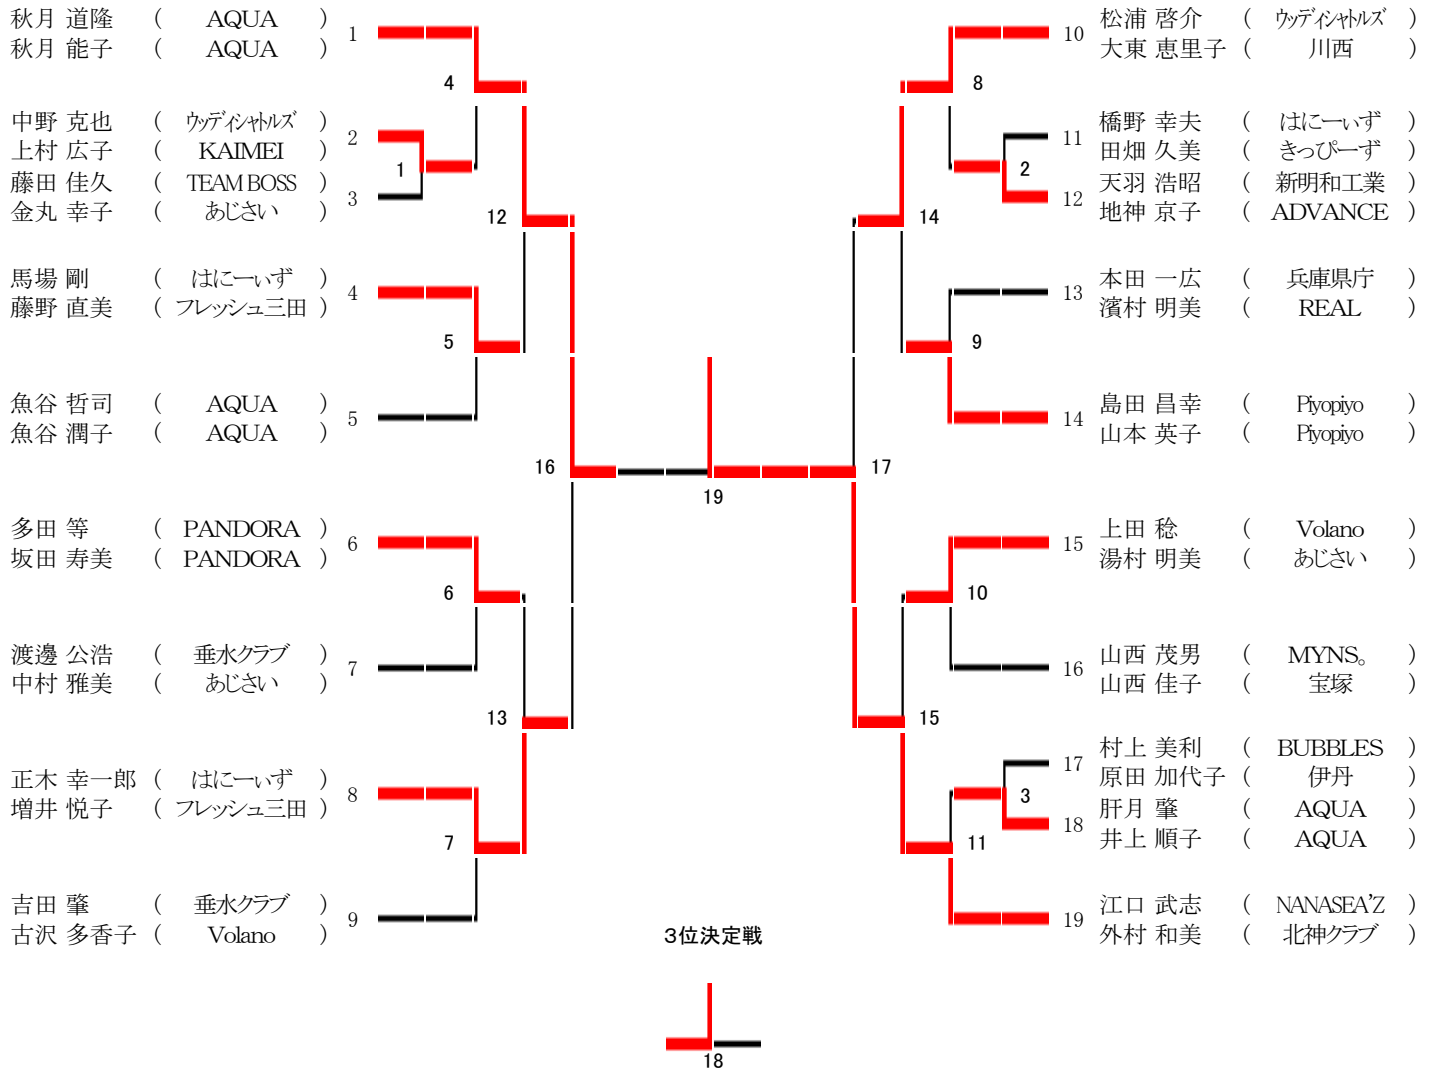 秋月 道隆 ( AQUA )
秋月 能子 ( AQUA )
1
4
中野 克也 ( ウッディシャトルズ )
上村 広子 ( KAIMEI )
2
1
藤田 佳久 ( TEAM BOSS )
金丸 幸子 ( あじさい )
3
12
馬場 剛 ( はにーぃず )
藤野 直美 ( フレッシュ三田 )
4
5
魚谷 哲司 ( AQUA )
魚谷 潤子 ( AQUA )
5
16
多田 等 ( PANDORA )
坂田 寿美 ( PANDORA )
6
6
渡邊 公浩 ( 垂水クラブ )
中村 雅美 ( あじさい )
7
13
正木 幸一郎 ( はにーぃず )
増井 悦子 ( フレッシュ三田 )
8
7
吉田 肇 ( 垂水クラブ )
古沢 多香子 ( Volano )
9
19
3位決定戦
18
10
松浦 啓介 ( ウッディシャトルズ )
大東 恵里子 ( 川西 )
8
11
橋野 幸夫 ( はにーぃず )
田畑 久美 ( きっぴーず )
2
12
天羽 浩昭 ( 新明和工業 )
地神 京子 ( ADVANCE )
14
13
本田 一広 ( 兵庫県庁 )
濱村 明美 ( REAL )
9
14
島田 昌幸 ( Piyopiyo )
山本 英子 ( Piyopiyo )
17
15
上田 稔 ( Volano )
湯村 明美 ( あじさい )
10
16
山西 茂男 ( MYNS。 )
山西 佳子 ( 宝塚 )
15
17
村上 美利 ( BUBBLES )
原田 加代子 ( 伊丹 )
3
18
肝月 肇 ( AQUA )
井上 順子 ( AQUA )
11
19
江口 武志 ( NANASEA'Z )
外村 和美 ( 北神クラブ )